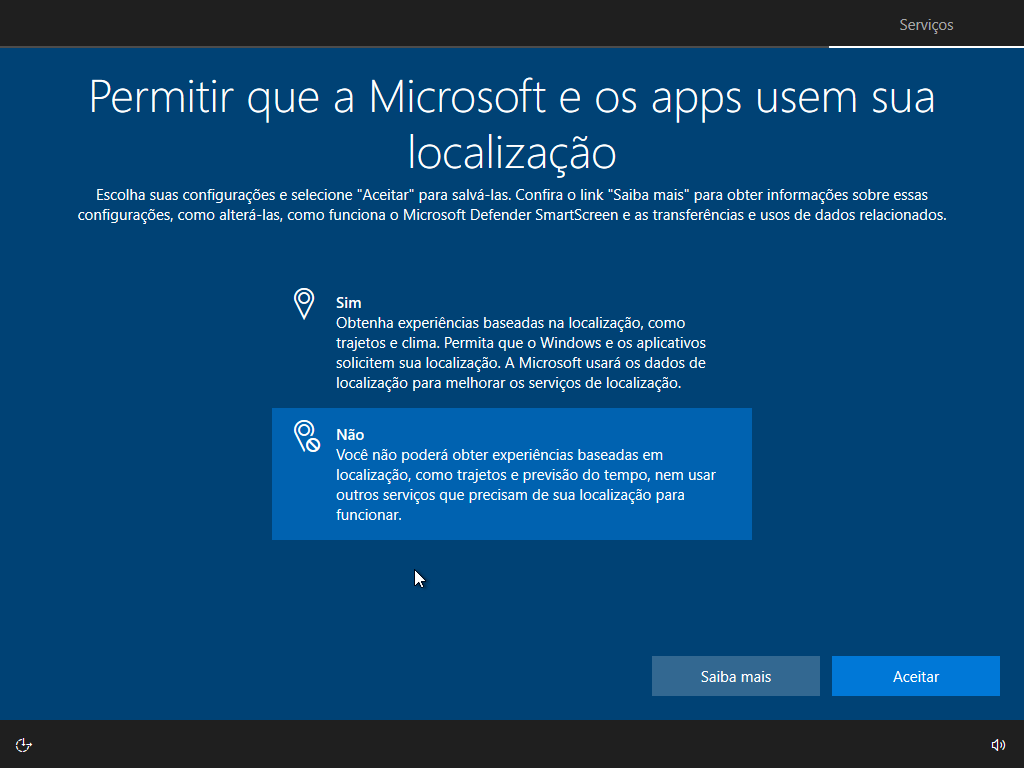 Serviços
Permitir que a Microsoft e os apps usem sua
localização
Escolha suas configurações e selecione "Aceitar" para salvá-las. Confira o link "Saiba mais" para obter informações sobre essas
configurações, como alterá-las, como funciona o Microsoft Defender SmartScreen e as transferências e usos de dados relacionados.
Sim
Obtenha experiências baseadas na localização, como
trajetos e clima. Permita que o Windows e os aplicativos
solicitem sua localização. A Microsoft usará os dados de
localização para melhorar os serviços de localização.
Não
Você não poderá obter experiências baseadas em
localização, como trajetos e previsão do tempo, nem usar
outros serviços que precisam de sua localização para
funcionar.
Saiba mais
Aceitar